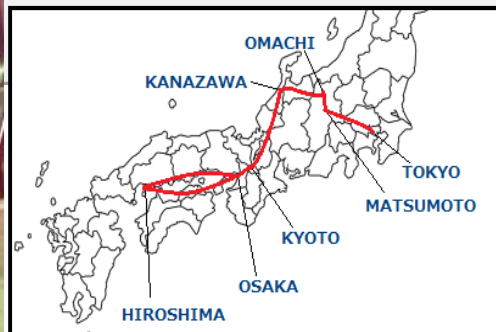 OMACHI
KANAZAWA
TOKYO
MATSUMOTO
KYOTO
OSAKA
HIROSHIMA